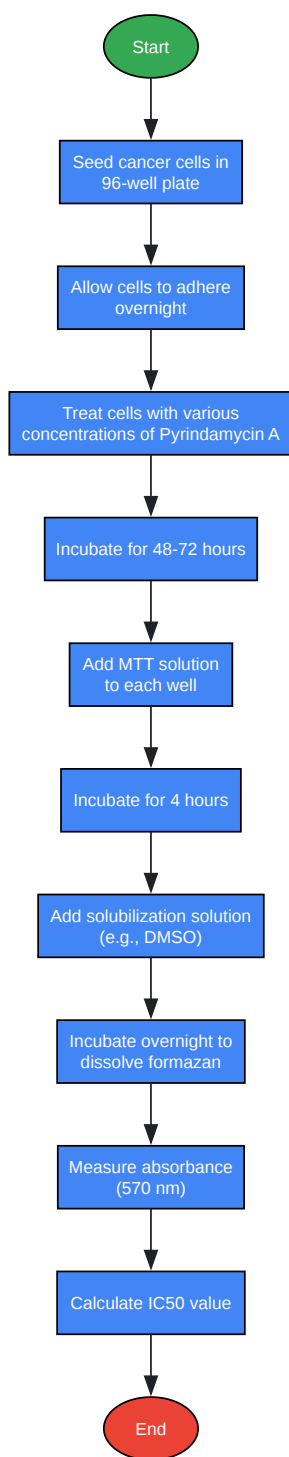 Start
Seed cancer cells in
96-well plate
Allow cells to adhere
overnight
Treat cells with various
concentrations of Pyrindamycin A
Incubate for 48-72 hours
Add MTT solution
to each well
Incubate for 4 hours
Add solubilization solution
(e.g., DMSO)
Incubate overnight to
dissolve formazan
Measure absorbance
(570 nm)
Calculate IC50 value
End